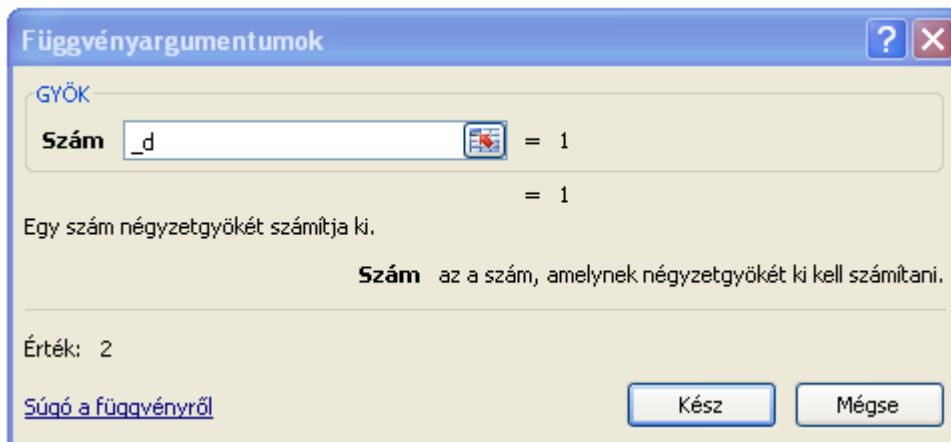 Függvényargumentumok
GYÖK
Szám _d = 1
= 1
Egy szám négyzetgyökét számítja ki.
Szám az a szám, amelynek négyzetgyökét ki kell számítani.
Érték: 2
Súgó a függvényről
Kész Mégse